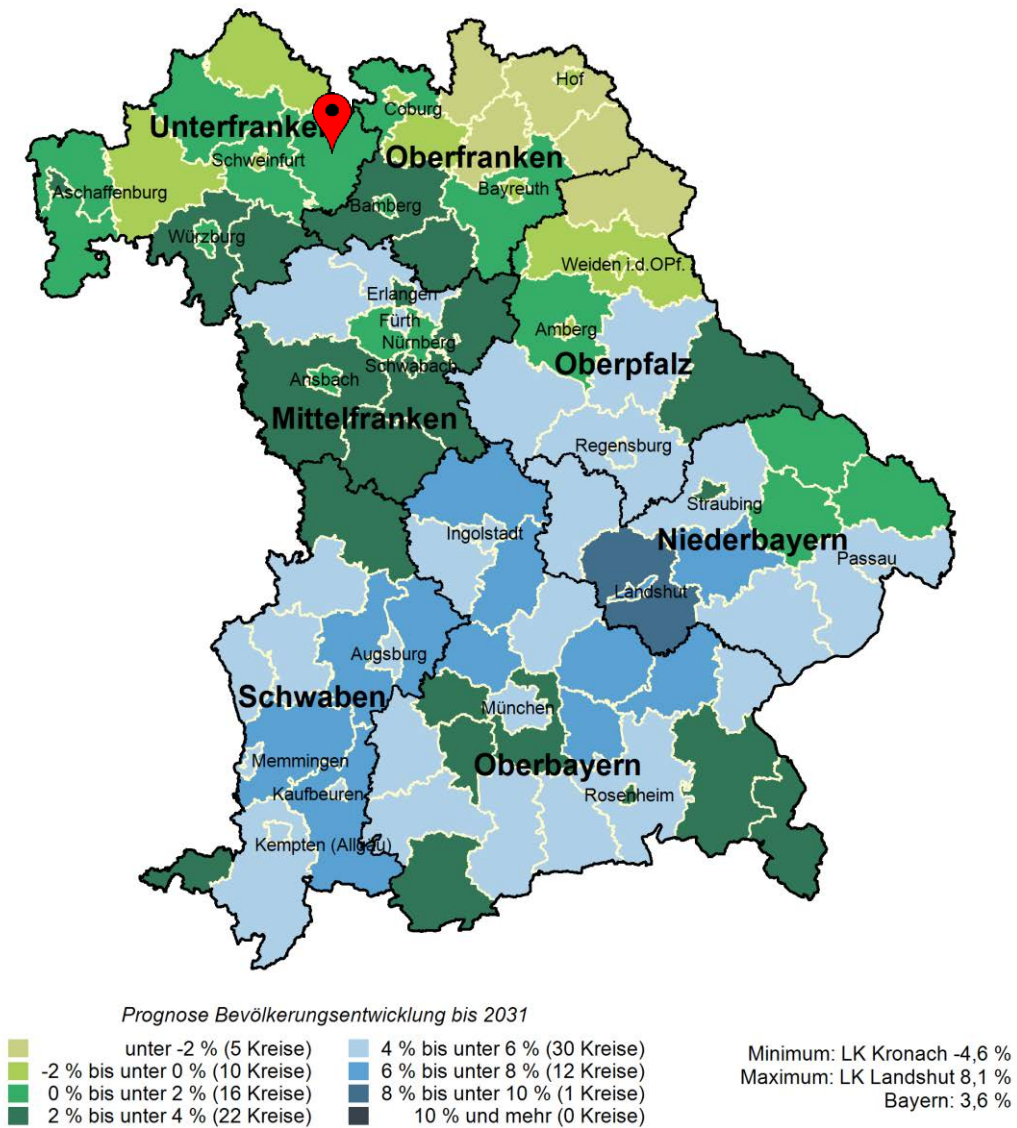 Hof
Coburg
Unterfranken
Oberfranken
Schweinfurt
Bayreuth
Aschaffenburg
Bamberg
Würzburg
Weiden i.d.OPf.
Erlangen
Fürth
Amberg
Nürnberg
Oberpfalz
Schwabach
Ansbach
Mittelfranken
Regensburg
Straubing
Ingolstadt
Niederbayern
Passau
Landshut
Augsburg
Schwaben
München
Memmingen
Oberbayern
Kaufbeuren
Rosenheim
Kempten (Allgäu)
Prognose Bevölkerungsentwicklung bis 2031
unter -2 % (5 Kreise)
-2 % bis unter 0 % (10 Kreise)
0 % bis unter 2 % (16 Kreise)
2 % bis unter 4 % (22 Kreise)
4 % bis unter 6 % (30 Kreise)
6 % bis unter 8 % (12 Kreise)
8 % bis unter 10 % (1 Kreise)
10 % und mehr (0 Kreise)
Minimum: LK Kronach -4,6 %
Maximum: LK Landshut 8,1 %
Bayern: 3,6 %